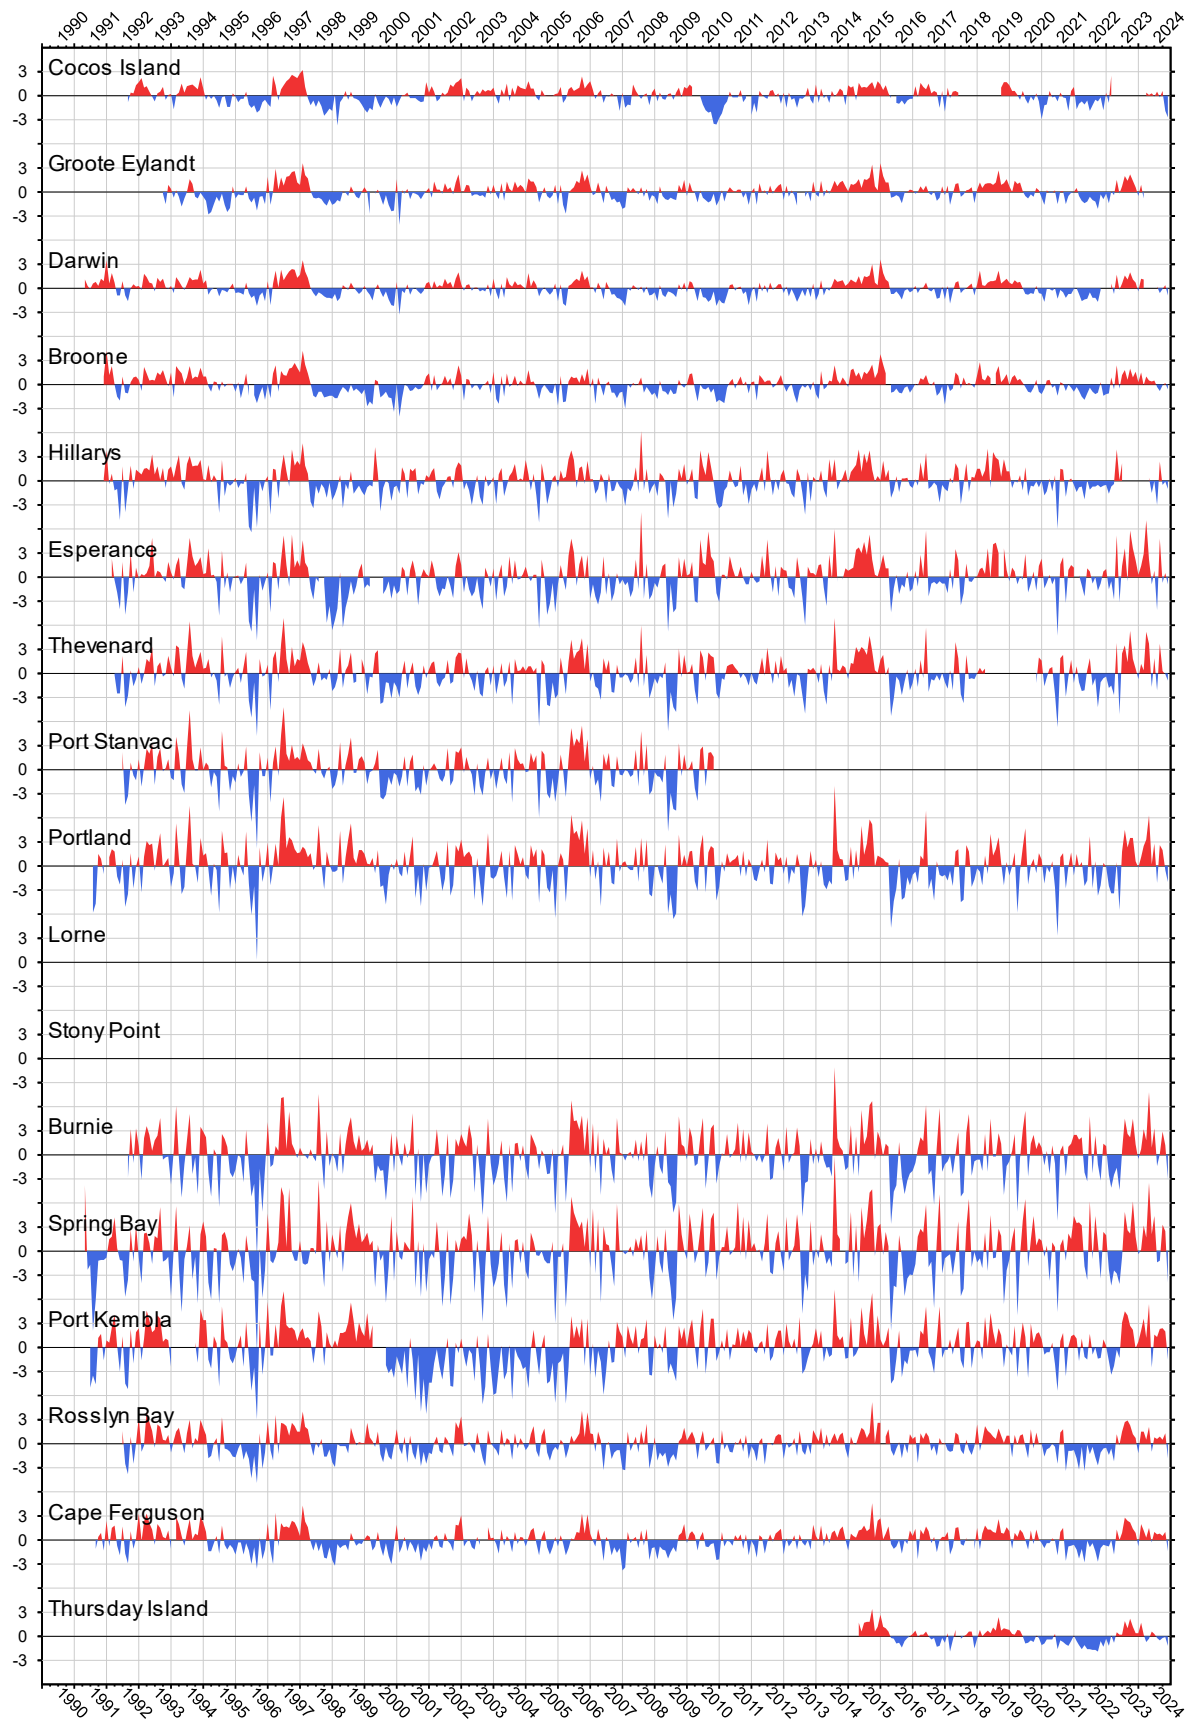 1990 1991 1992 1993 1994 1995 1996 1997 1998 1999 2000 2001 2002 2003 2004 2005 2006 2007 2008 2009 2010 2011 2012 2013 2014 2015 2016 2017 2018 2019 2020 2021 2022 2023 2024
Cocos Island
3
0
-3
Groote Eylandt
3
0
-3
Darwin
3
0
-3
Broome
3
0
-3
Hillarys
3
0
-3
Esperance
3
0
-3
Thevenard
3
0
-3
Port Stanvac
3
0
-3
Portland
3
0
-3
Lorne
3
0
-3
Stony Point
3
0
-3
Burnie
3
0
-3
Spring Bay
3
0
-3
Port Kembla
3
0
-3
Rosslyn Bay
3
0
-3
Cape Ferguson
3
0
-3
Thursday Island
3
0
-3
1990 1991 1992 1993 1994 1995 1996 1997 1998 1999 2000 2001 2002 2003 2004 2005 2006 2007 2008 2009 2010 2011 2012 2013 2014 2015 2016 2017 2018 2019 2020 2021 2022 2023 2024